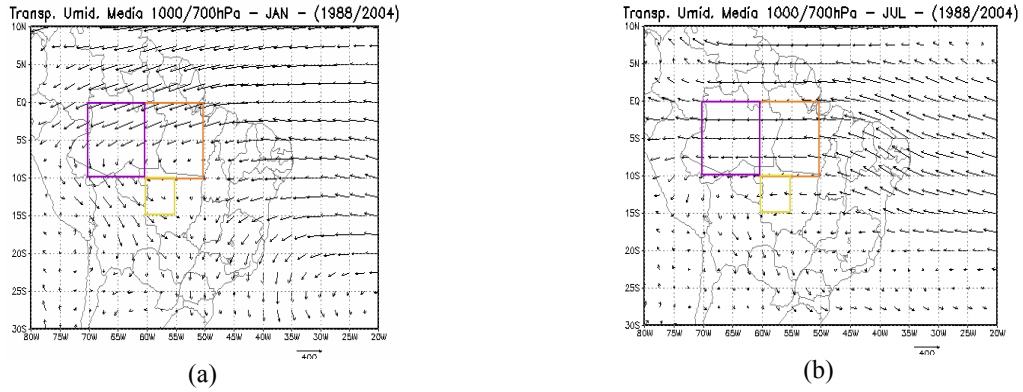 Transp. Umid. Media 1000/700hPa - JAN - (1988/2004)
10N
5N
EQ
5S
10S
15S
20S
25S
30S
80W 75W 70W 65W 60W 55W 50W 45W 40W 35W 30W 25W 20W
400
(a)
Transp. Umid. Media 1000/700hPa - JUL - (1988/2004)
10N
5N
EQ
5S
10S
15S
20S
25S
30S
80W 75W 70W 65W 60W 55W 50W 45W 40W 35W 30W 25W 20W
400
(b)